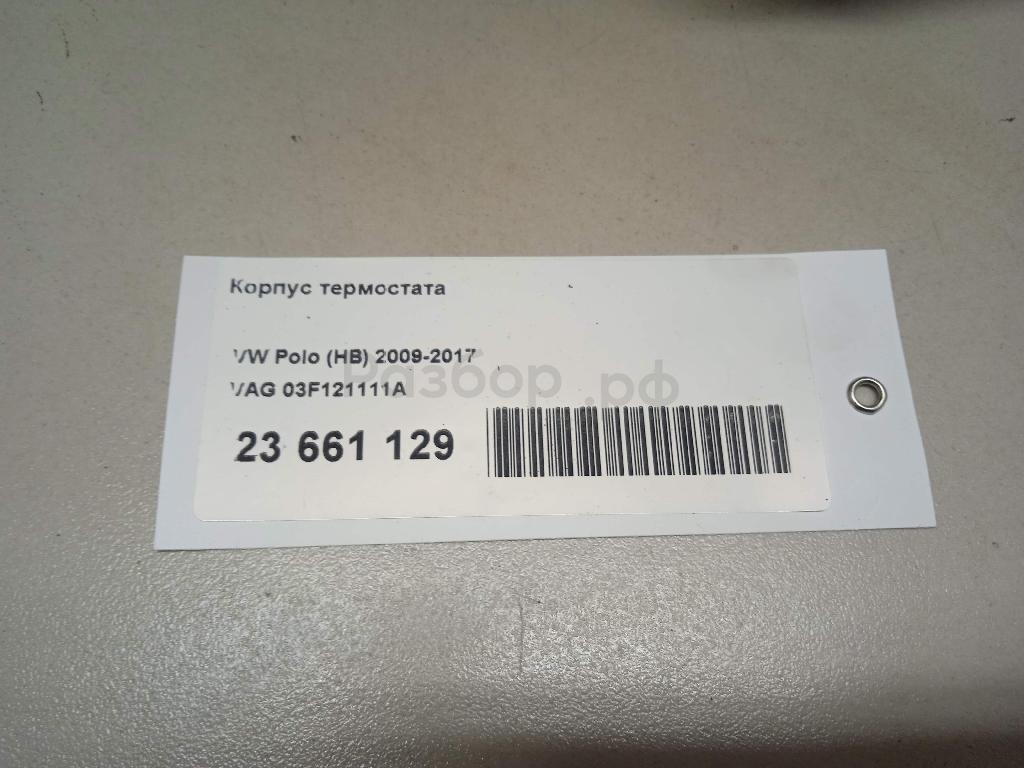 Корпус термостата
VW Polo (HB) 2009-2017
Разбор.рф
VAG 03F121111A
23 661 129